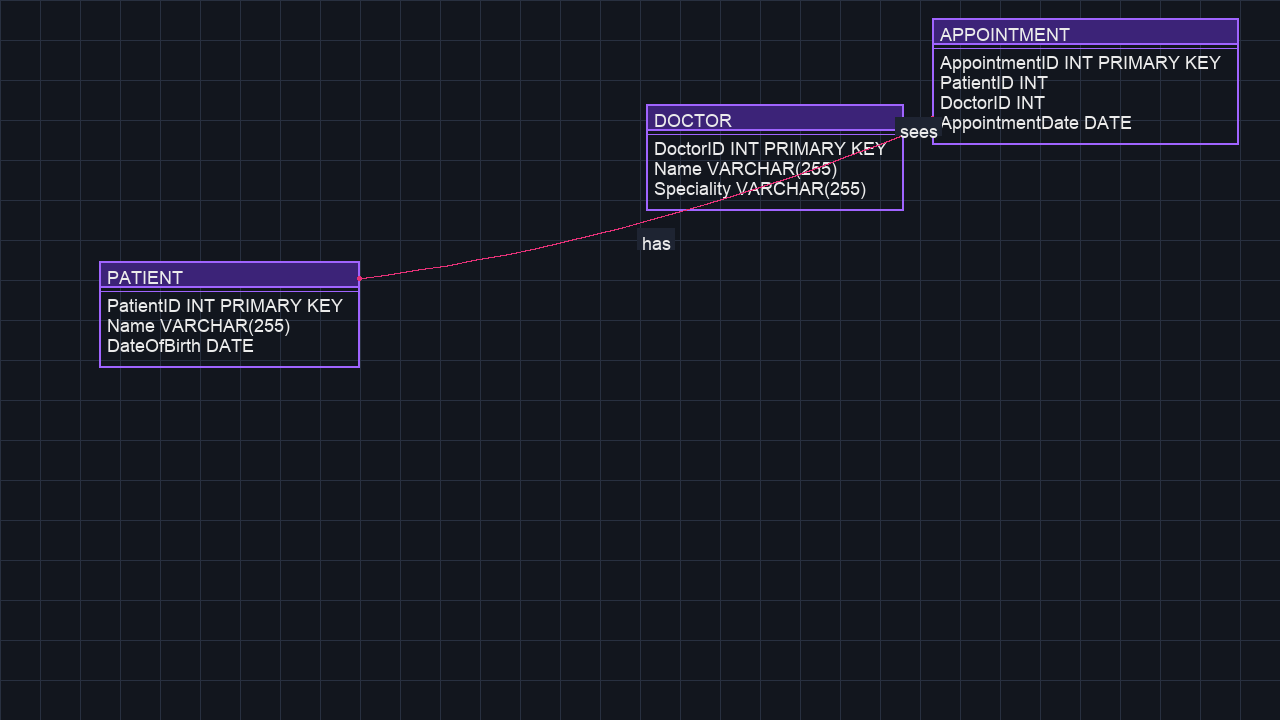 APPOINTMENT
AppointmentID INT PRIMARY KEY
PatientID INT
DoctorID INT
AppointmentDate DATE
DOCTOR
DoctorID INT PRIMARY KEY
Name VARCHAR(255)
Speciality VARCHAR(255)
sees
has
PATIENT
PatientID INT PRIMARY KEY
Name VARCHAR(255)
DateOfBirth DATE